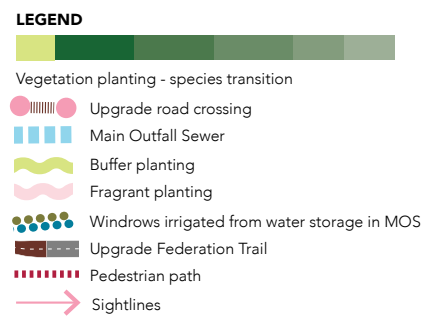 LEGEND
Vegetation planting - species transition
Upgrade road crossing
Main Outfall Sewer
Buffer planting
Fragrant planting
Windrows irrigated from water storage in MOS
Upgrade Federation Trail
Pedestrian path
Sightlines